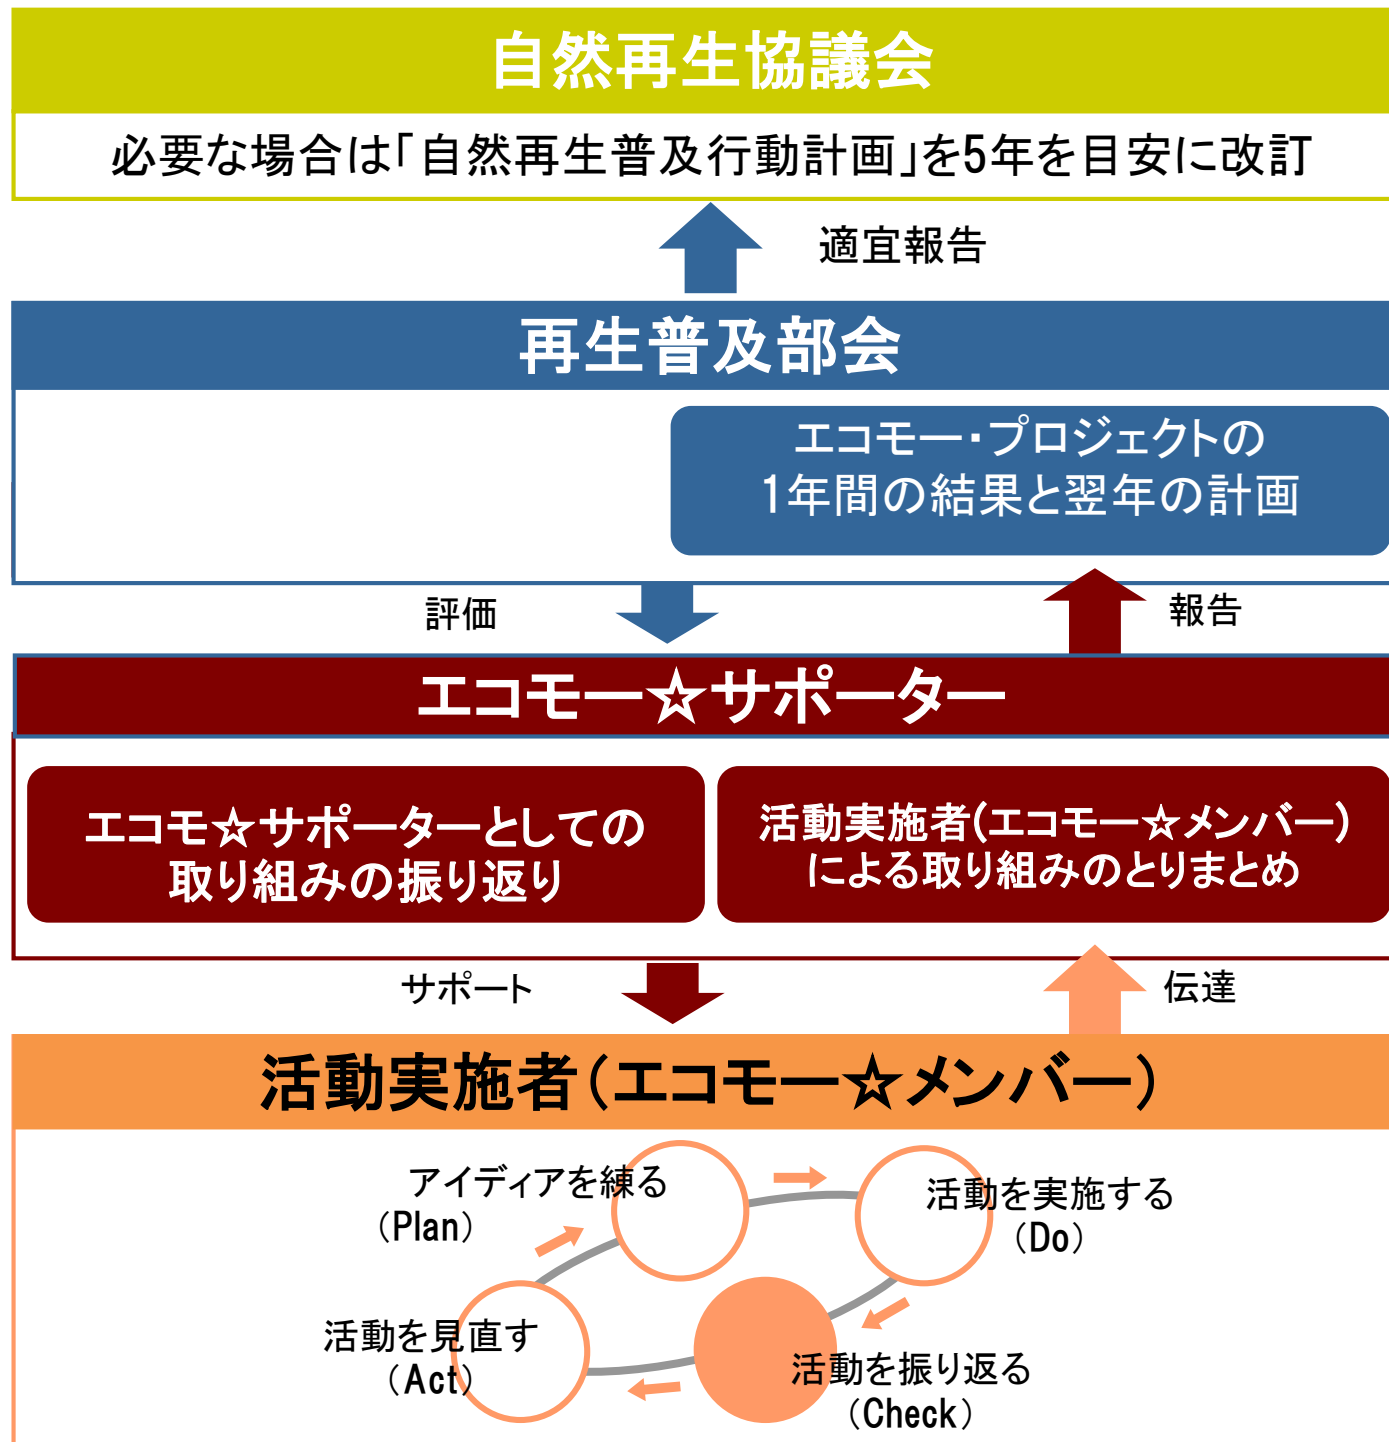 自然再生協議会
必要な場合は「自然再生普及行動計画」を5年を目安に改訂
適宜報告
再生普及部会
エコモー・プロジェクトの
1年間の結果と翌年の計画
評価
報告
エコモー☆サポーター
エコモ☆サポーターとしての
取り組みの振り返り
活動実施者(エコモー☆メンバー)
による取り組みのとりまとめ
サポート
伝達
活動実施者(エコモー☆メンバー)
アイディアを練る
(Plan)
活動を実施する
(Do)
活動を見直す
(Act)
活動を振り返る
(Check)